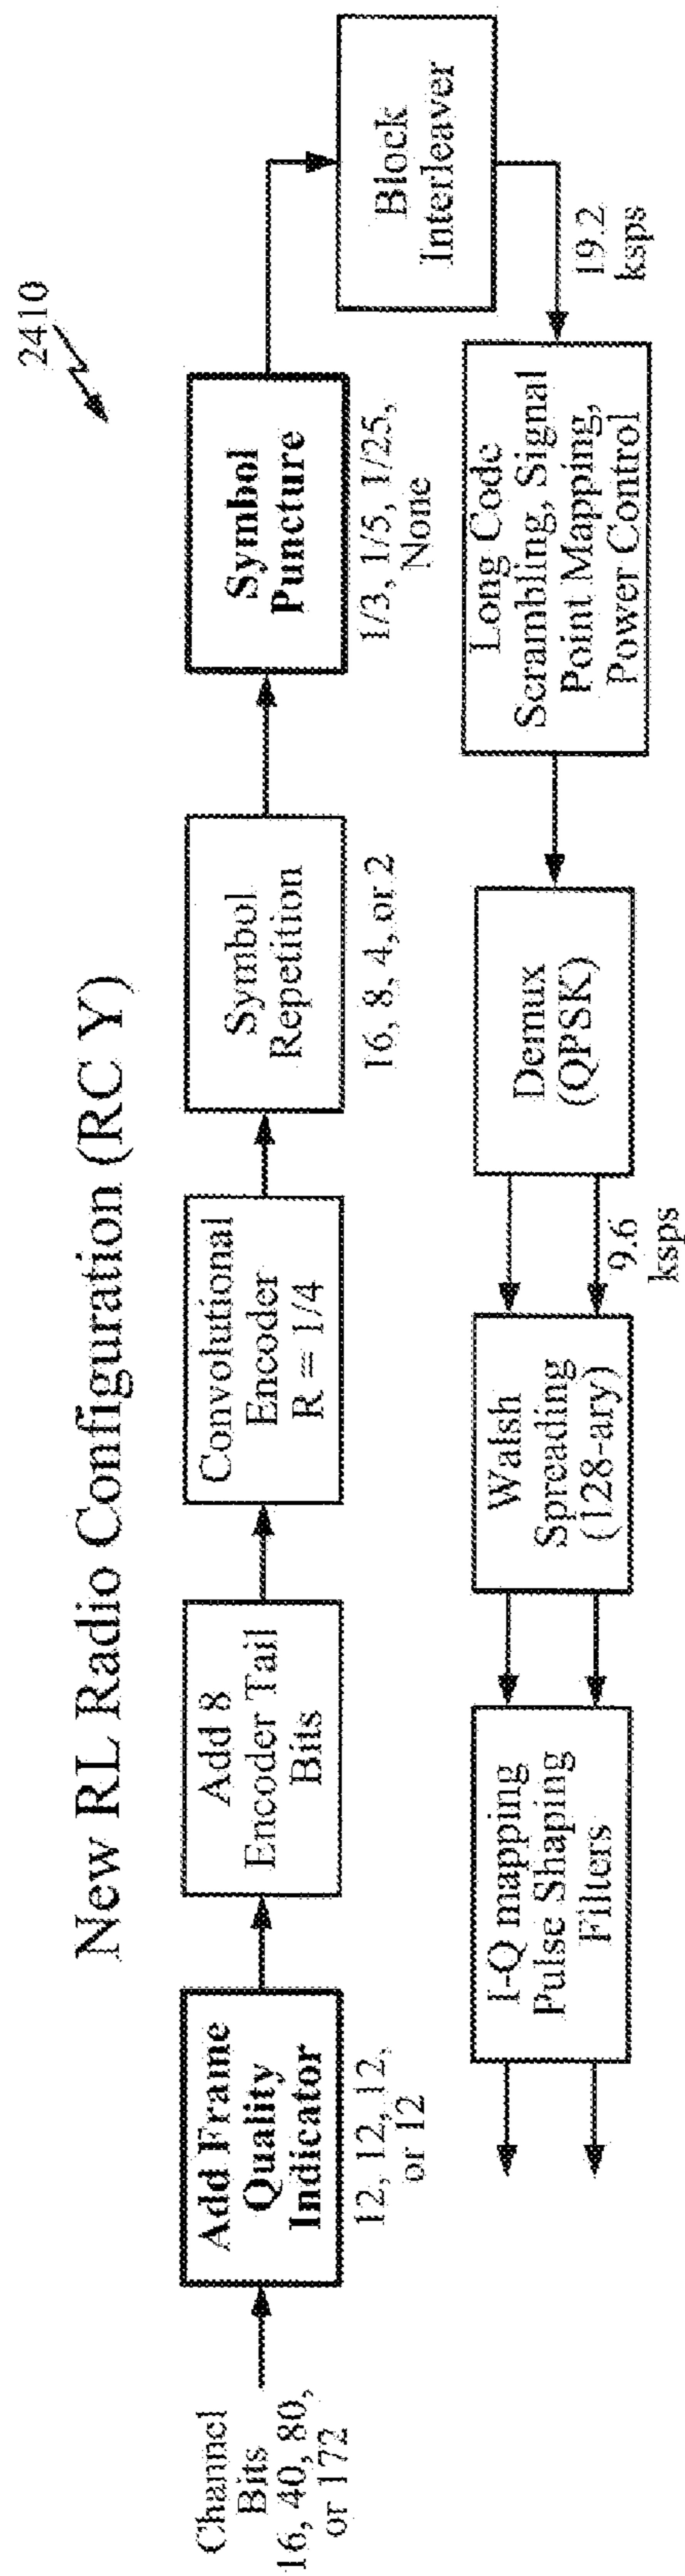 New RL Radio Configuration (RC Y)
2410
Channel
Bits
16, 40, 80,
or 172
Add Frame
Quality
Indicator
12, 12, 12,
or 12
Add 8
Encoder Tail
Bits
Convolutional
Encoder
R = 1/4
Symbol
Repetition
16, 8, 4, or 2
Symbol
Puncture
1/3, 1/5, 1/25,
None
Block
Interleaver
19.2
ksps
Long Code
Scrambling, Signal
Point Mapping,
Power Control
Demux
(QPSK)
9.6
ksps
Walsh
Spreading
(128-ary)
I-Q mapping
Pulse Shaping
Filters